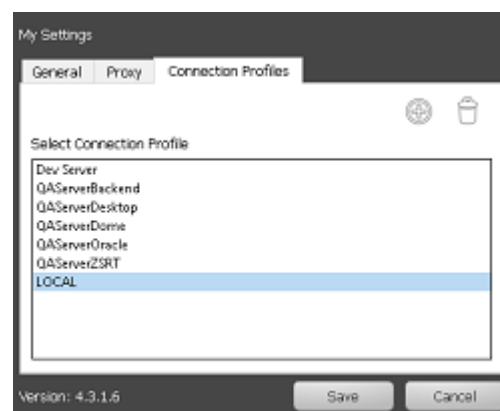 My Settings
General Proxy Connection Profiles
Select Connection Profile
Dev Server
QAServerBackend
QAServerDesktop
QAServerDome
QAServerOracle
QAServerZSRT
LOCAL
Version: 4.3.1.6 Save Cancel